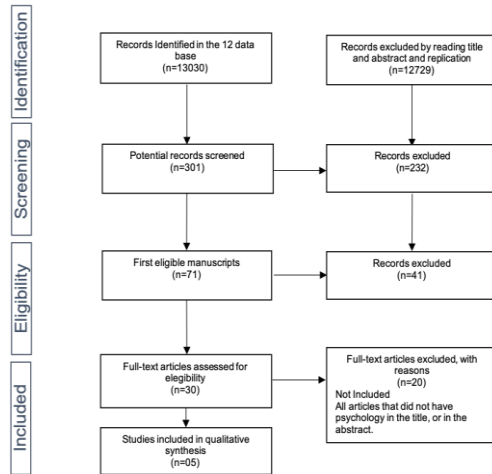 Identification
Records Identified in the 12 data
base
(n=13030)
Records excluded by reading title
and abstract and replication
(n=12729)
Screening
Potential records screened
(n=301)
Records excluded
(n=232)
Eligibility
First eligible manuscripts
(n=71)
Records excluded
(n=41)
Included
Full-text articles assessed for
elegibility
(n=30)
Full-text articles excluded, with
reasons
(n=20)
Not Included
All articles that did not have
psychology in the title, or in the
abstract.
Studies included in qualitative
synthesis
(n=05)